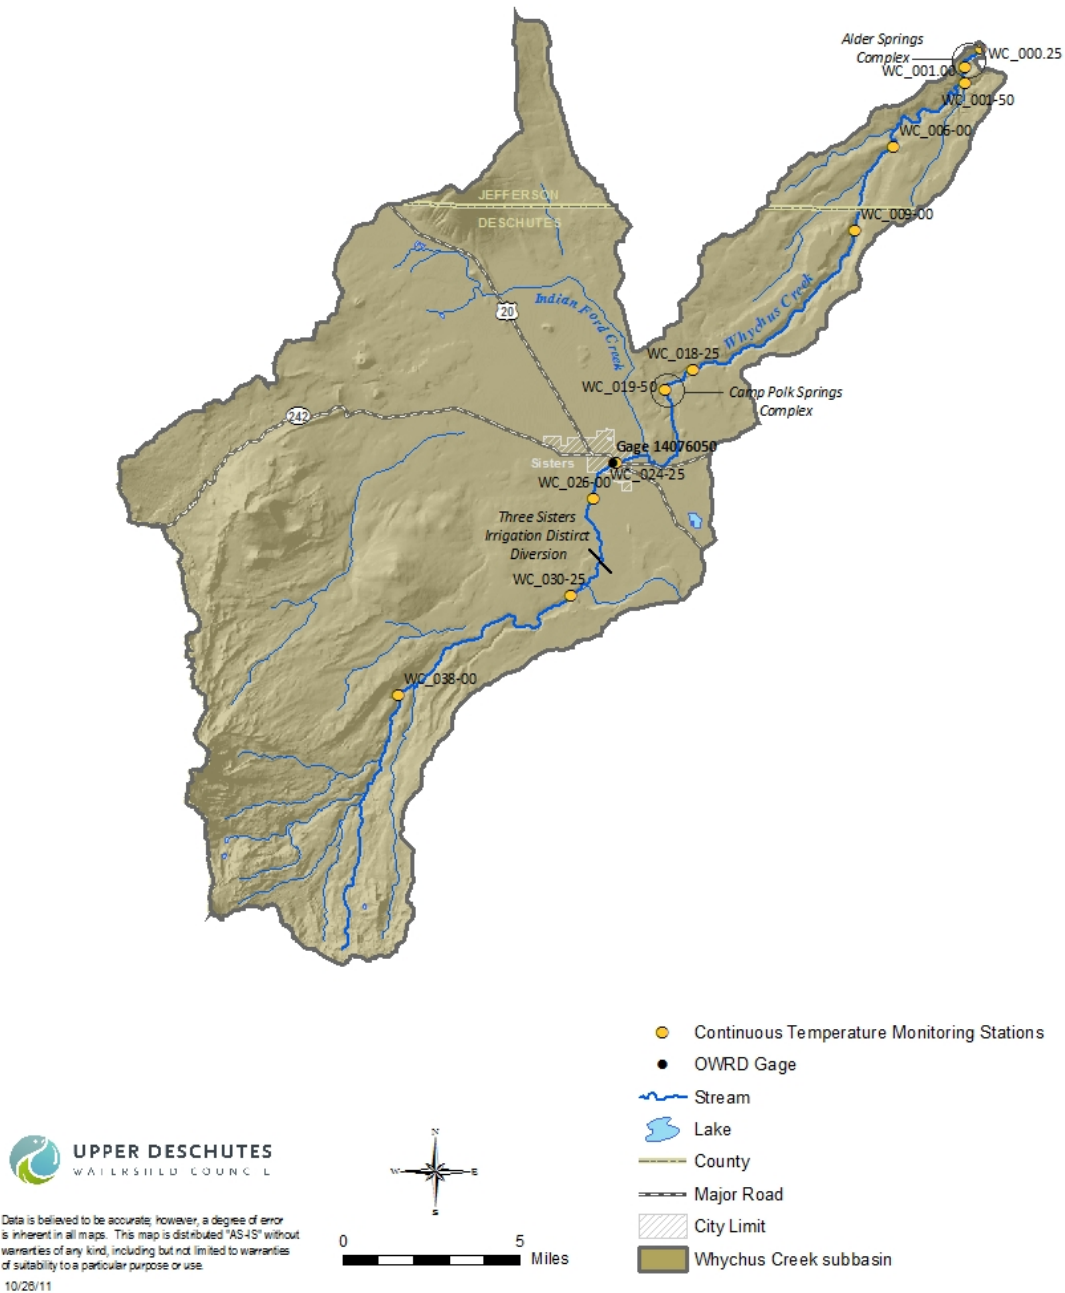 Alder Springs
Complex
WC_000.25
WC_001.00
WC_001-50
WC_006-00
JEFFERSON
DESCHUTES
WC_009-00
20
Indian Ford Creek
Whychus Creek
WC_018-25
WC_019-50
Camp Polk Springs
Complex
242
Gage 14076050
Sisters
WC_024-25
WC_026-00
Three Sisters
Irrigation Distirct
Diversion
WC_030-25
WC_038-00
Continuous Temperature Monitoring Stations
OWRD Gage
Stream
Lake
County
Major Road
City Limit
Whychus Creek subbasin
UPPER DESCHUTES
WATERSHED COUNCIL
N
W
E
S
0
5
Miles
Data is believed to be accurate; however, a degree of error
is inherent in all maps. This map is distributed "AS-IS" without
warranties of any kind, including but not limited to warranties
of suitability to a particular purpose or use.
10/26/11